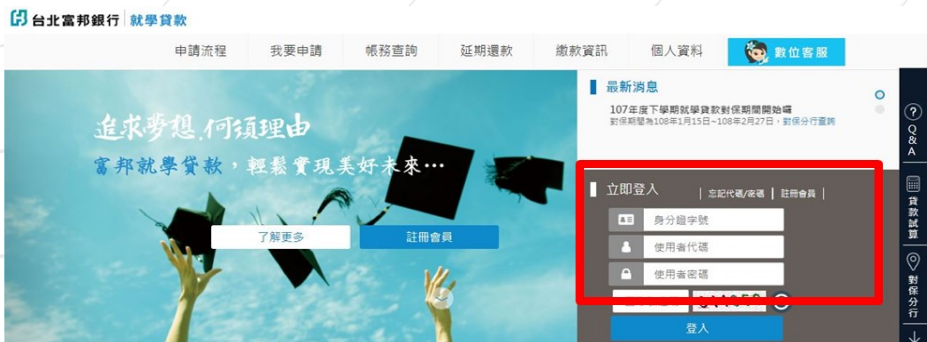 台北富邦銀行 就學貸款
申請流程 我要申請 帳務查詢 延期還款 繳款資訊 個人資料 數位客服
追求夢想,何須理由
富邦就學貸款，輕鬆實現美好未來…
了解更多 註冊會員
最新消息
107年度下學期就學貸款對保期間開始囉
對保期間為108年1月15日~108年2月27日，對保分行查詢
立即登入 | 忘記代碼/密碼 | 註冊會員 |
身分證字號
使用者代碼
使用者密碼
登入
? Q&A
貸款試算
對保分行